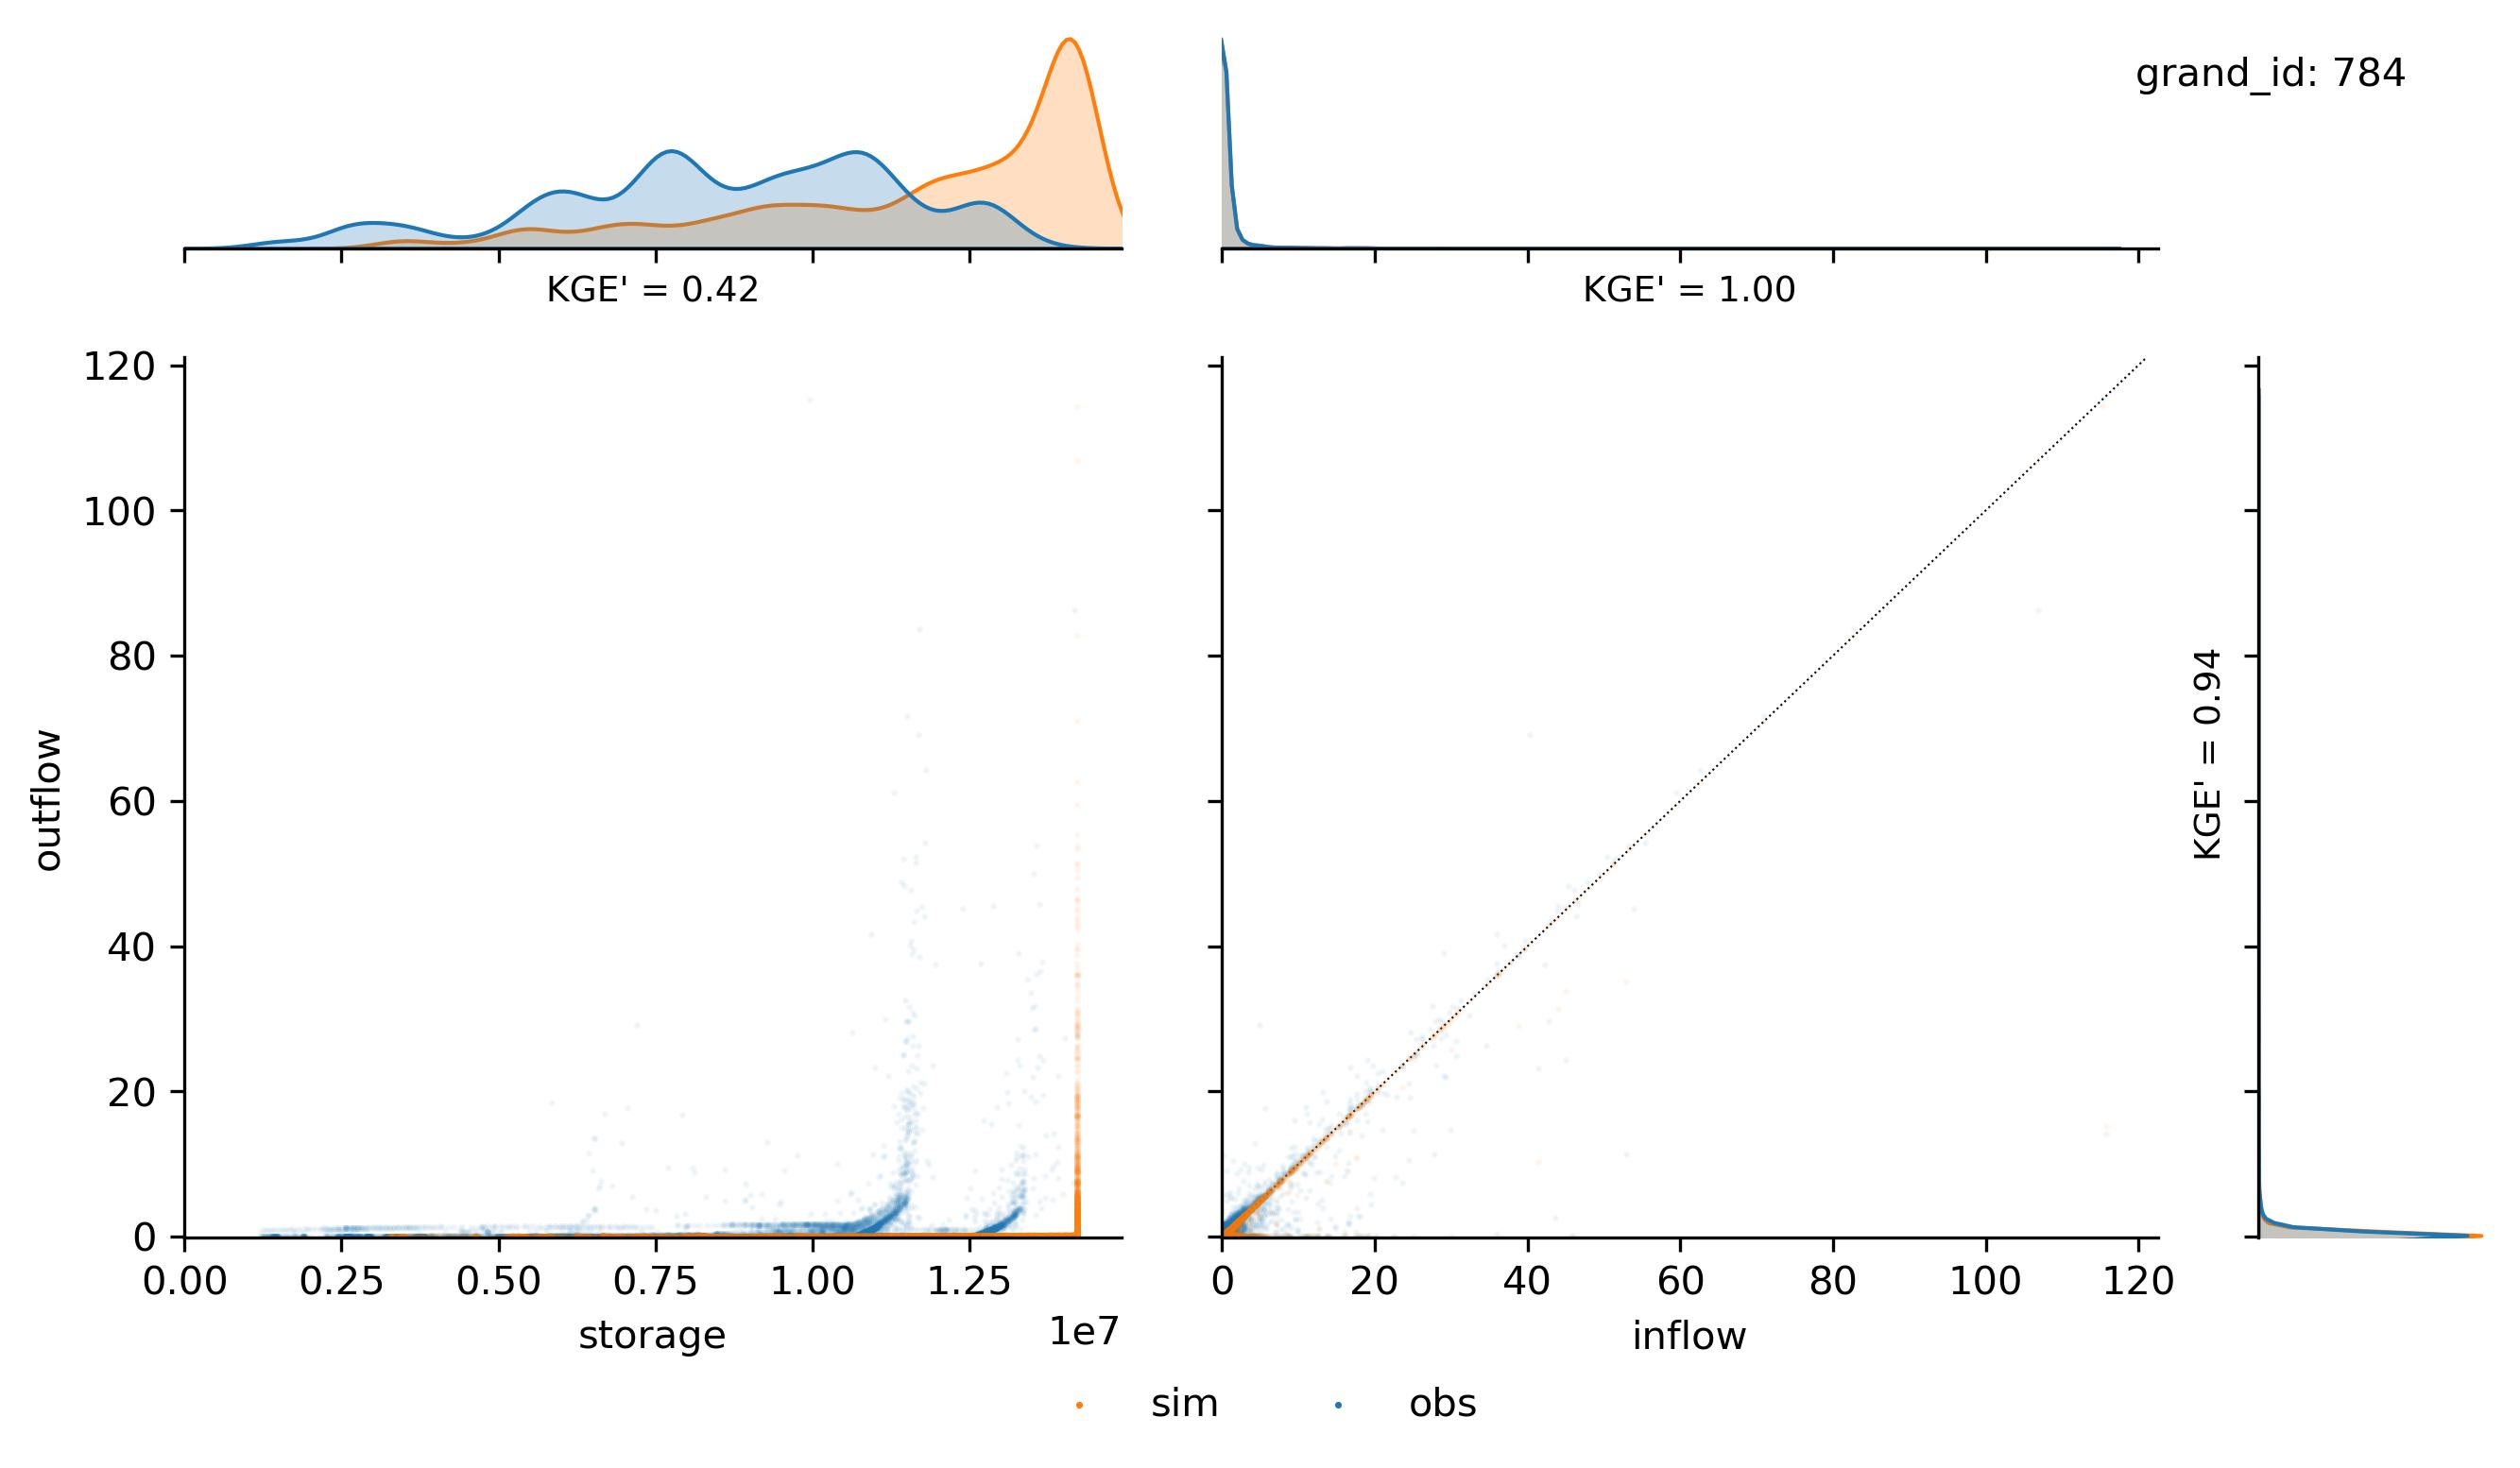 grand_id: 784
KGE' = 0.42
KGE' = 1.00
120
100
80
60
40
20
0
outflow
KGE' = 0.94
0.00 0.25 0.50 0.75 1.00 1.25
0 20 40 60 80 100 120
storage
1e7
inflow
sim
obs